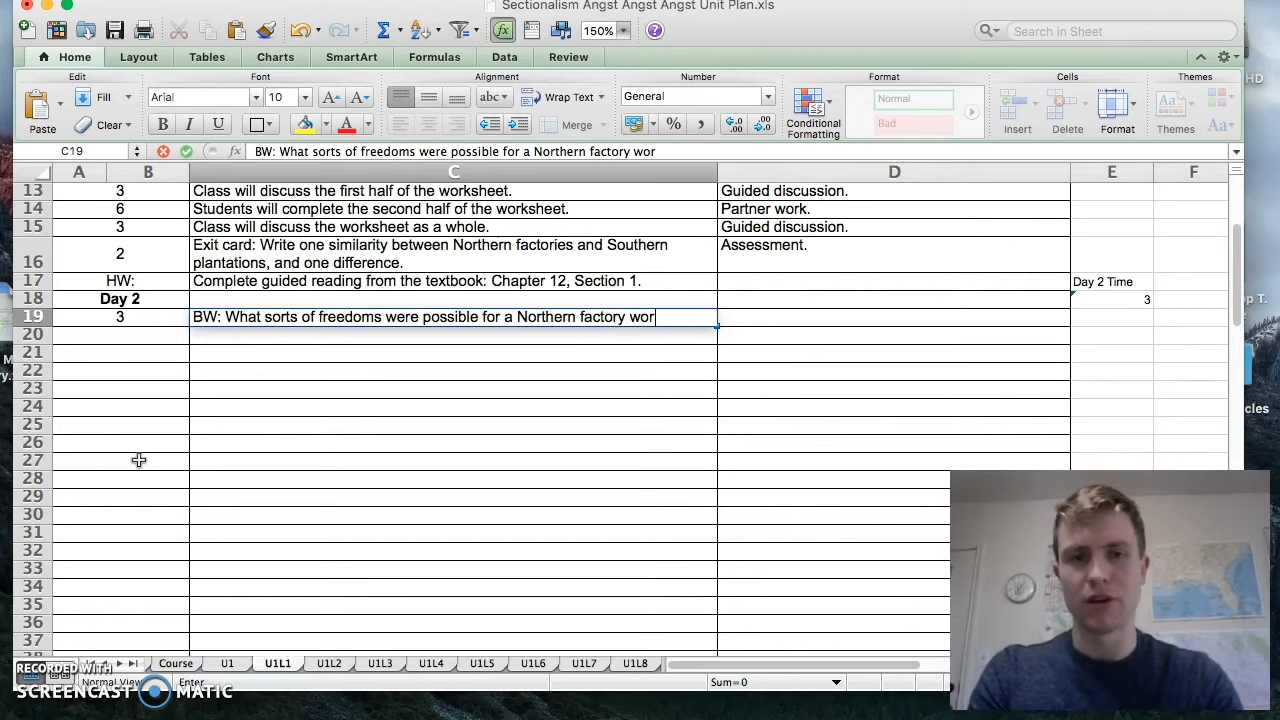 Sectionalism Angst Angst Angst Unit Plan.xls
150%
Search in Sheet
HD
Home Layout Tables Charts SmartArt Formulas Data Review
Edit Font Alignment Number Format Cells Themes
Fill Arial 10 abc Wrap Text General Normal
Paste Clear B I U A Merge % Conditional Formatting Bad Insert Delete Format Themes Aa
C19 fx BW: What sorts of freedoms were possible for a Northern factory wor
A B C D E F
13 3 Class will discuss the first half of the worksheet. Guided discussion.
14 6 Students will complete the second half of the worksheet. Partner work.
15 3 Class will discuss the worksheet as a whole. Guided discussion.
16 2 Exit card: Write one similarity between Northern factories and Southern Assessment.
plantations, and one difference.
17 HW: Complete guided reading from the textbook: Chapter 12, Section 1. Day 2 Time
18 Day 2 3
19 3 BW: What sorts of freedoms were possible for a Northern factory wor
20
21
22
23
24
25
26
27
28
29
30
31
32
33
34
35
36
37
Course U1 U1L1 U1L2 U1L3 U1L4 U1L5 U1L6 U1L7 U1L8
Normal View Enter Sum=0
RECORDED WITH
SCREENCAST MATIC